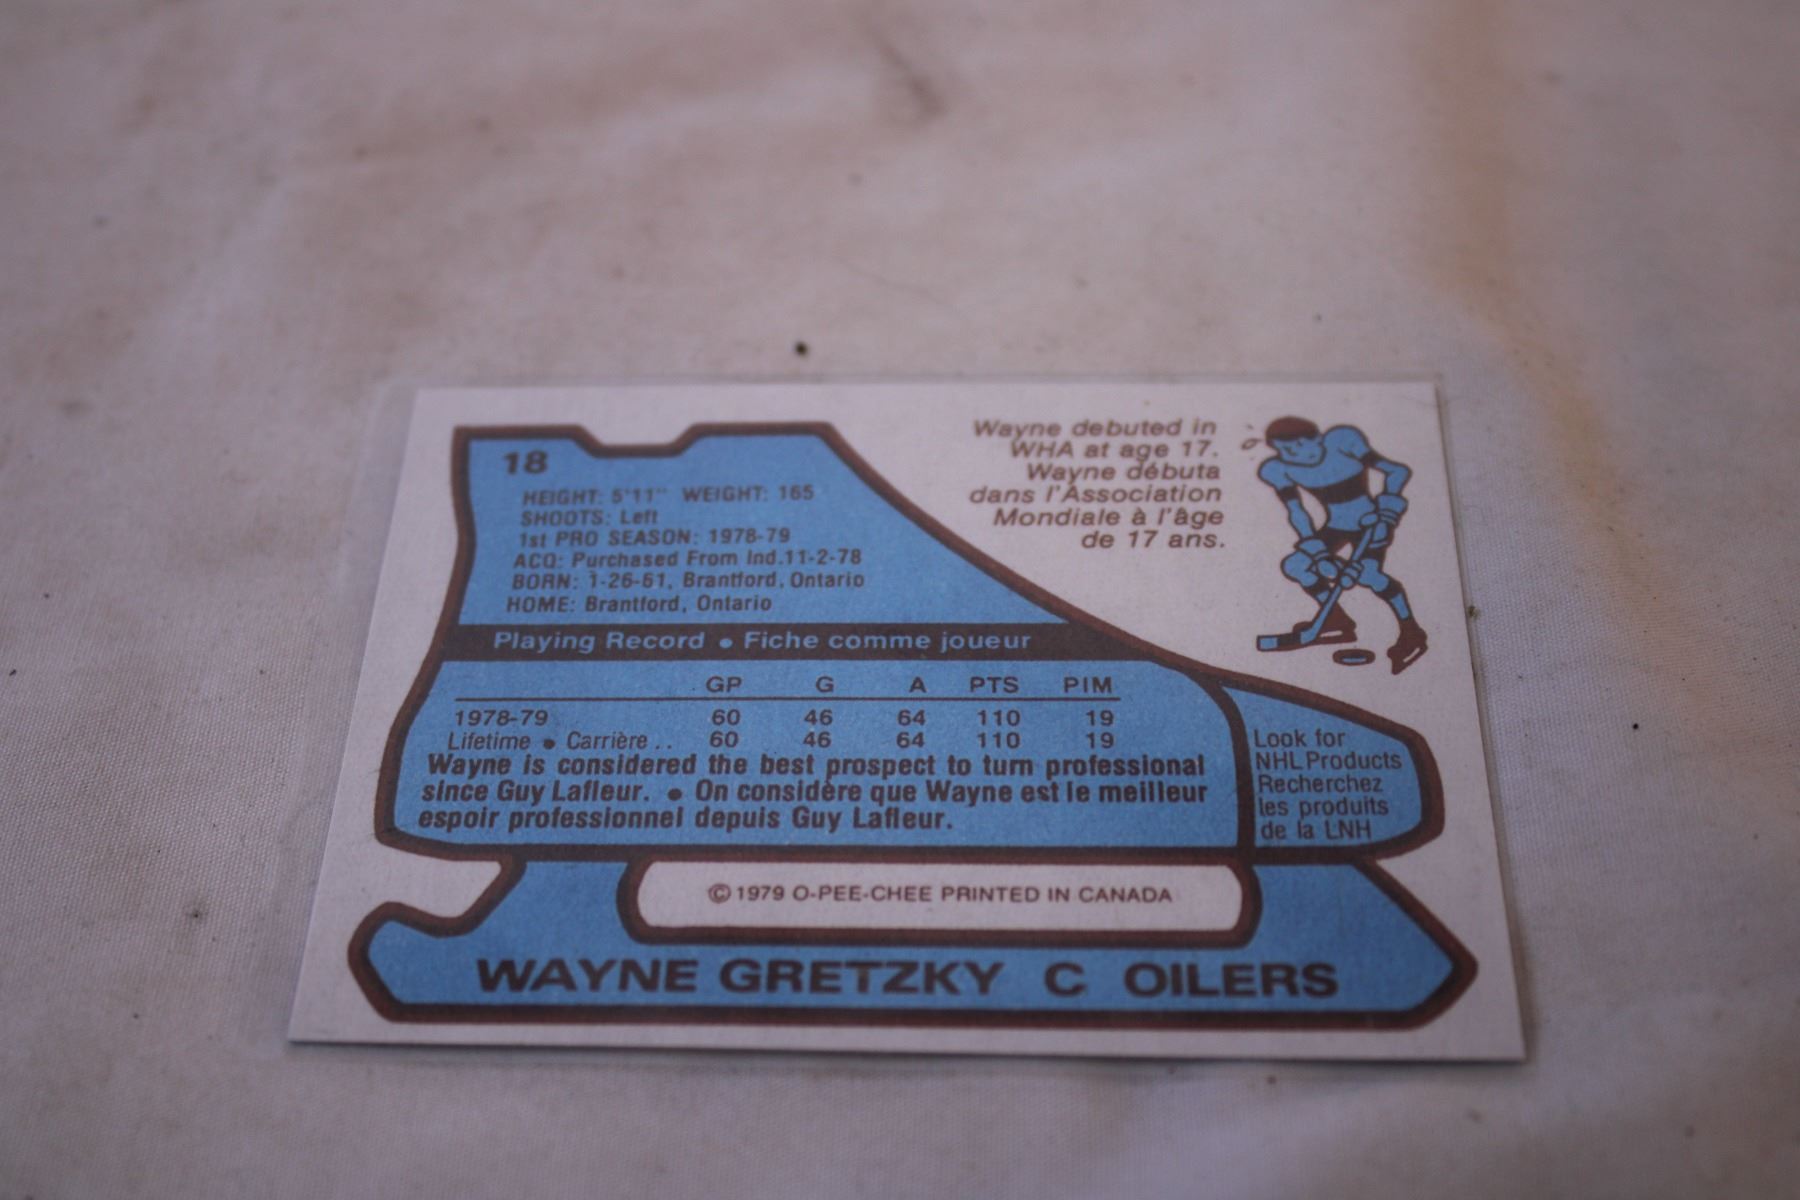 18
HEIGHT: 5'11" WEIGHT: 165
SHOOTS: Left
1st PRO SEASON: 1978-79
ACQ: Purchased From Ind.11-2-78
BORN: 1-26-61, Brantford, Ontario
HOME: Brantford, Ontario
Wayne debuted in
WHA at age 17.
Wayne débuta
dans l'Association
Mondiale à l'âge
de 17 ans.
Playing Record • Fiche comme joueur
GP G A PTS PIM
1978-79 60 46 64 110 19
Lifetime • Carrière .. 60 46 64 110 19
Wayne is considered the best prospect to turn professional
since Guy Lafleur. • On considère que Wayne est le meilleur
espoir professionnel depuis Guy Lafleur.
Look for
NHL Products
Recherchez
les produits
de la LNH
© 1979 O-PEE-CHEE PRINTED IN CANADA
WAYNE GRETZKY C OILERS